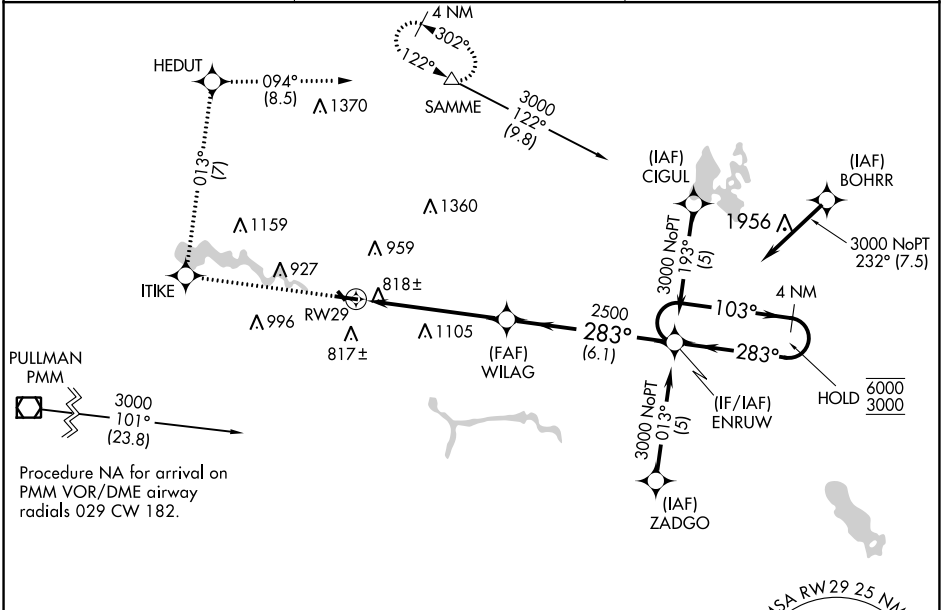 4 NM
302°
122°
SAMME
3000
122°
(9.8)
HEDUT
094°
(8.5)
1370
013°
(7)
(IAF)
CIGUL
(IAF)
BOHRR
1956
3000 NoPT
232° (7.5)
3000 NoPT
193°
(5)
1159
1360
959
927
818±
ITIKE
RW29
996
817±
1105
(FAF)
WILAG
2500
283°
(6.1)
103°
4 NM
283°
HOLD
6000
3000
(IF/IAF)
ENRUW
3000 NoPT
013°
(5)
(IAF)
ZADGO
PULLMAN
PMM
3000
101°
(23.8)
Procedure NA for arrival on
PMM VOR/DME airway
radials 029 CW 182.
RW29 25 NM